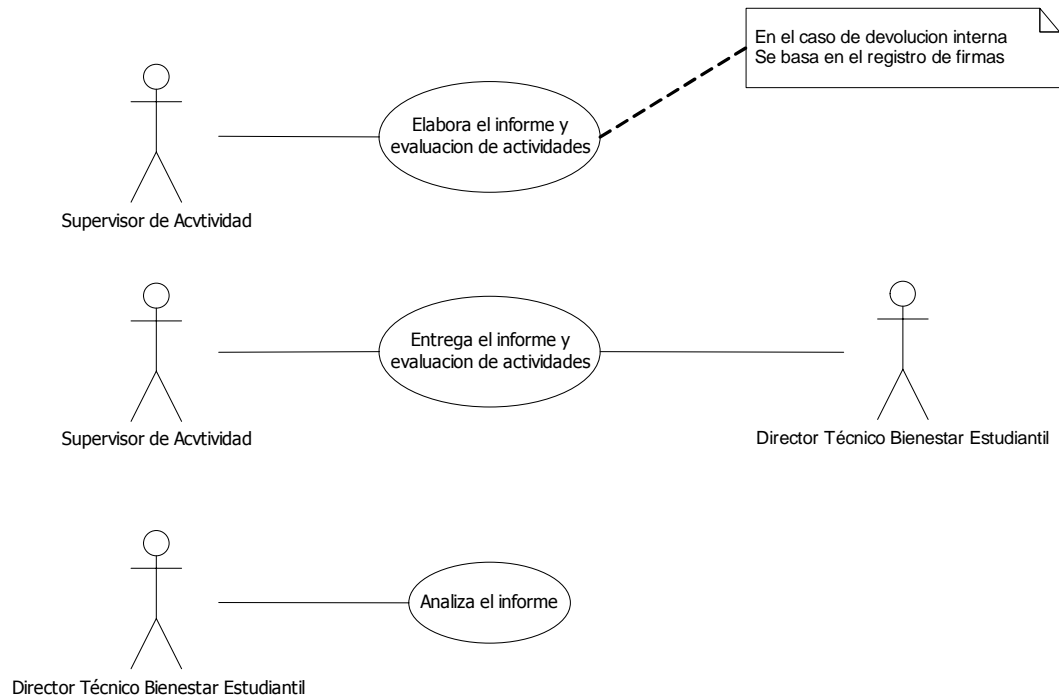 En el caso de devolucion interna
Se basa en el registro de firmas
Elabora el informe y
evaluacion de actividades
Supervisor de Acvtividad
Entrega el informe y
evaluacion de actividades
Supervisor de Acvtividad
Director Técnico Bienestar Estudiantil
Analiza el informe
Director Técnico Bienestar Estudiantil